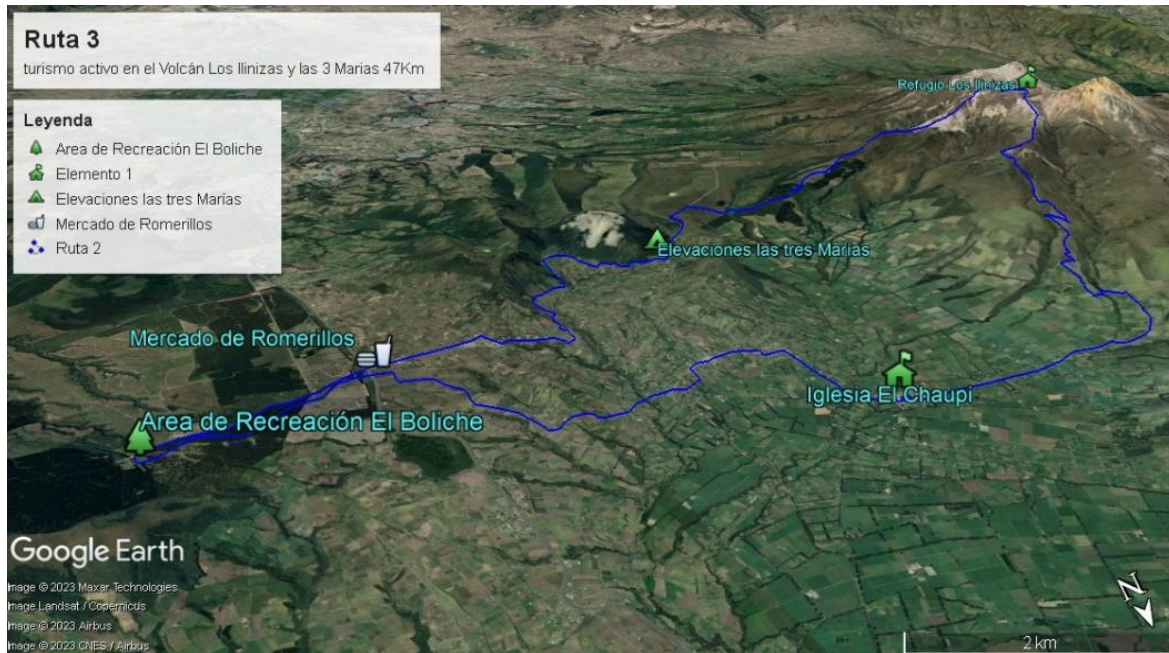 Ruta 3
turismo activo en el Volcán Los Ilinizas y las 3 Marias 47Km
Leyenda
Area de Recreación El Boliche
Elemento 1
Elevaciones las tres Marías
Mercado de Romerillos
Ruta 2
Refugio Los Ilinizas
Elevaciones las tres Marias
Mercado de Romerillos
Iglesia El Chaupi
Area de Recreación El Boliche
Google Earth
Image © 2023 Maxar Technologies
Image Landsat / Copernicus
Image © 2023 Airbus
Image © 2023 CNES / Airbus
N
2 km